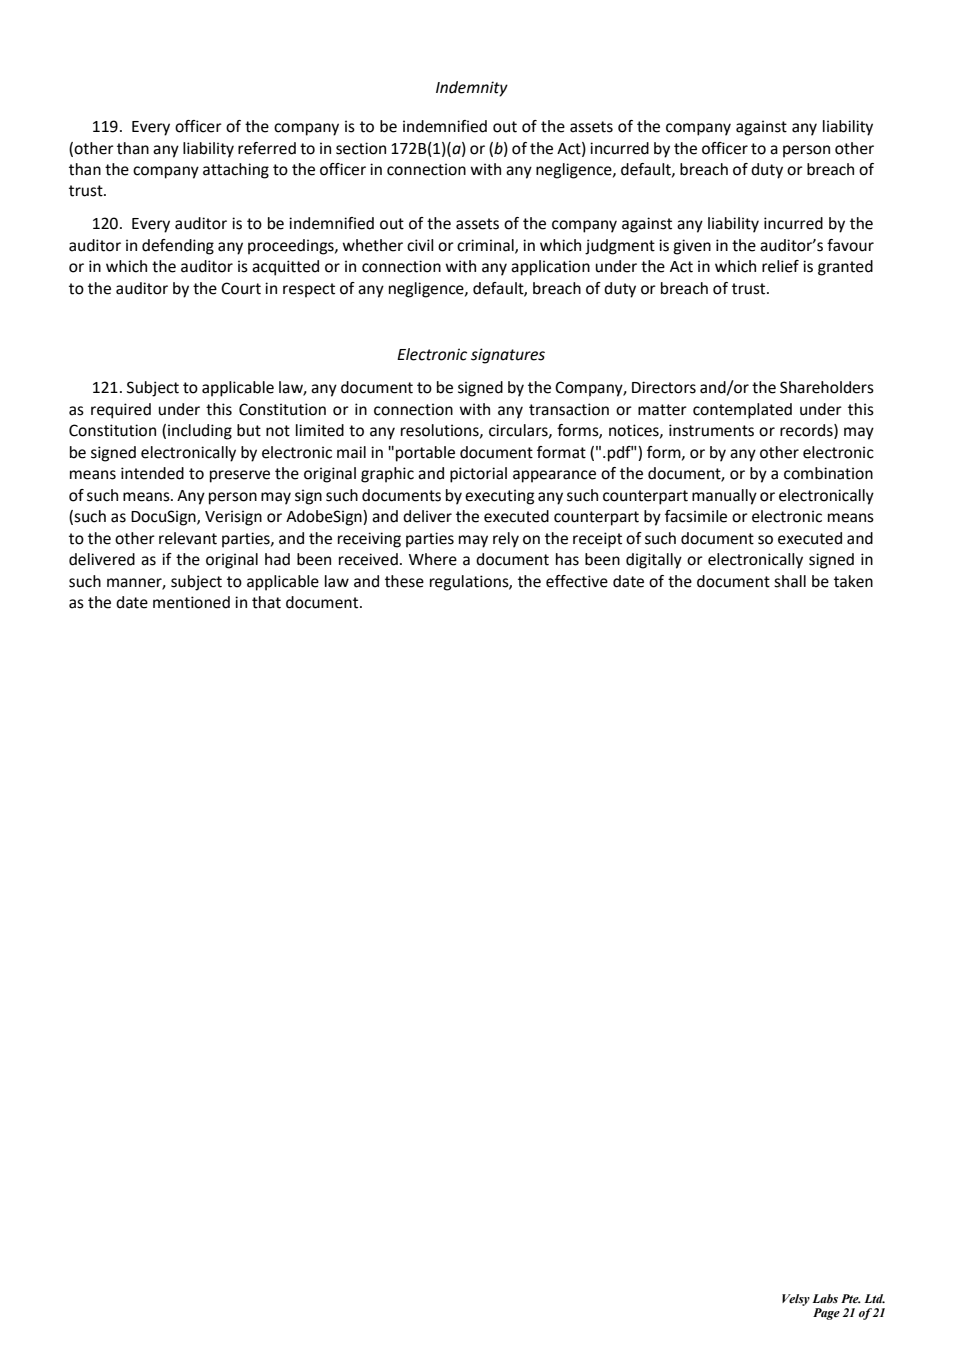 Indemnity
119. Every officer of the company is to be indemnified out of the assets of the company against any liability
(other than any liability referred to in section 172B(1)(a) or (b) of the Act) incurred by the officer to a person other
than the company attaching to the officer in connection with any negligence, default, breach of duty or breach of
trust.
120. Every auditor is to be indemnified out of the assets of the company against any liability incurred by the
auditor in defending any proceedings, whether civil or criminal, in which judgment is given in the auditor’s favour
or in which the auditor is acquitted or in connection with any application under the Act in which relief is granted
to the auditor by the Court in respect of any negligence, default, breach of duty or breach of trust.
Electronic signatures
121. Subject to applicable law, any document to be signed by the Company, Directors and/or the Shareholders
as required under this Constitution or in connection with any transaction or matter contemplated under this
Constitution (including but not limited to any resolutions, circulars, forms, notices, instruments or records) may
be signed electronically by electronic mail in "portable document format (".pdf") form, or by any other electronic
means intended to preserve the original graphic and pictorial appearance of the document, or by a combination
of such means. Any person may sign such documents by executing any such counterpart manually or electronically
(such as DocuSign, Verisign or AdobeSign) and deliver the executed counterpart by facsimile or electronic means
to the other relevant parties, and the receiving parties may rely on the receipt of such document so executed and
delivered as if the original had been received. Where a document has been digitally or electronically signed in
such manner, subject to applicable law and these regulations, the effective date of the document shall be taken
as the date mentioned in that document.
Velsy Labs Pte. Ltd.
Page 21 of 21